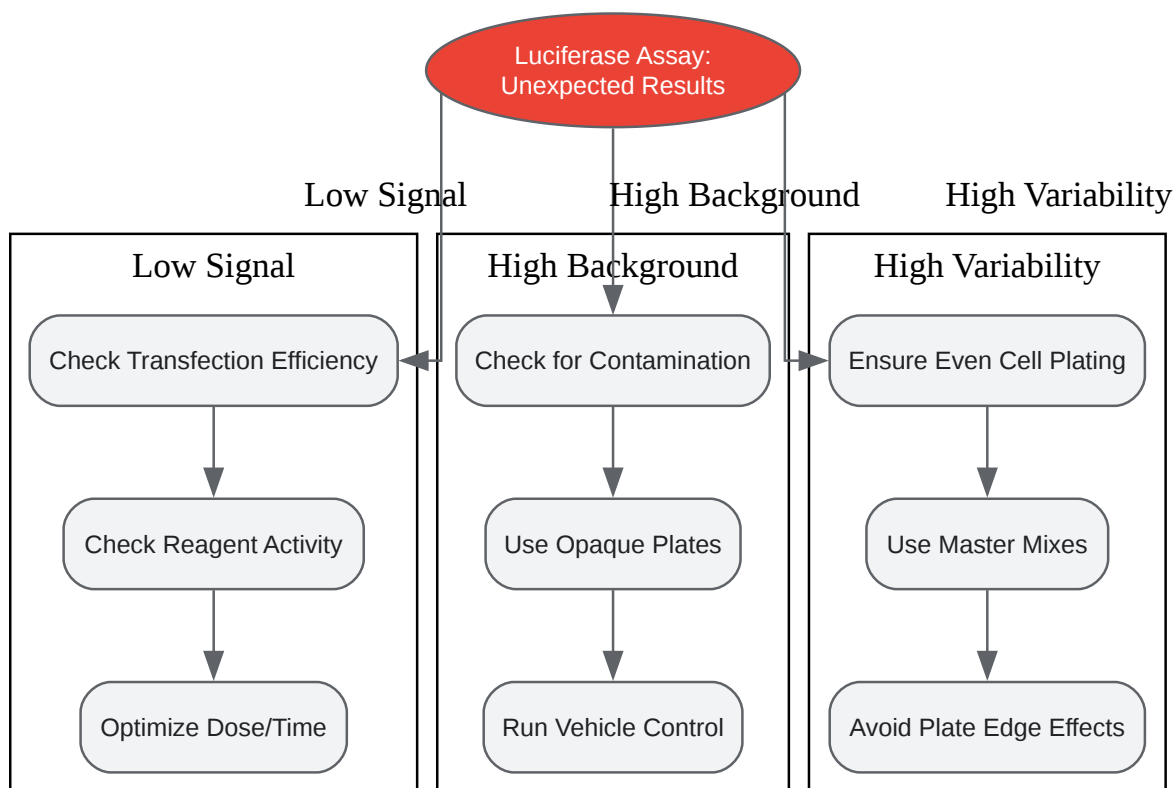 Luciferase Assay:
Unexpected Results
Low Signal
High Background
High Variability
Low Signal
High Background
High Variability
Check Transfection Efficiency
Check for Contamination
Ensure Even Cell Plating
Check Reagent Activity
Use Opaque Plates
Use Master Mixes
Optimize Dose/Time
Run Vehicle Control
Avoid Plate Edge Effects